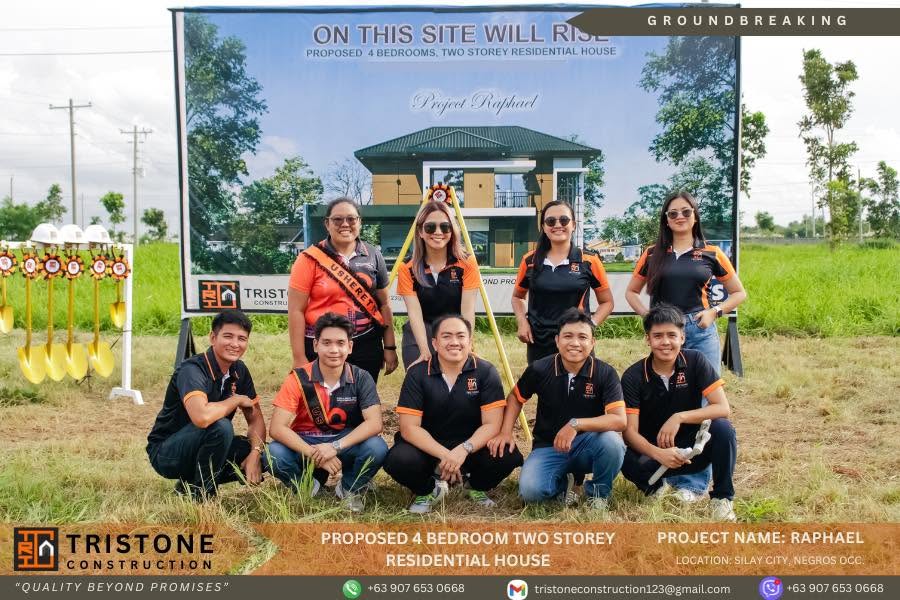 GROUNDBREAKING
ON THIS SITE WILL RISE
PROPOSED 4 BEDROOMS, TWO STOREY RESIDENTIAL HOUSE
Project Raphael
USHERETTE
TRISTONE
TRISTONE
CONSTRUCTION
"QUALITY BEYOND PROMISES"
PROPOSED 4 BEDROOM TWO STOREY
RESIDENTIAL HOUSE
PROJECT NAME: RAPHAEL
LOCATION: SILAY CITY, NEGROS OCC.
+63 907 653 0668
tristoneconstruction123@gmail.com
+63 907 653 0668